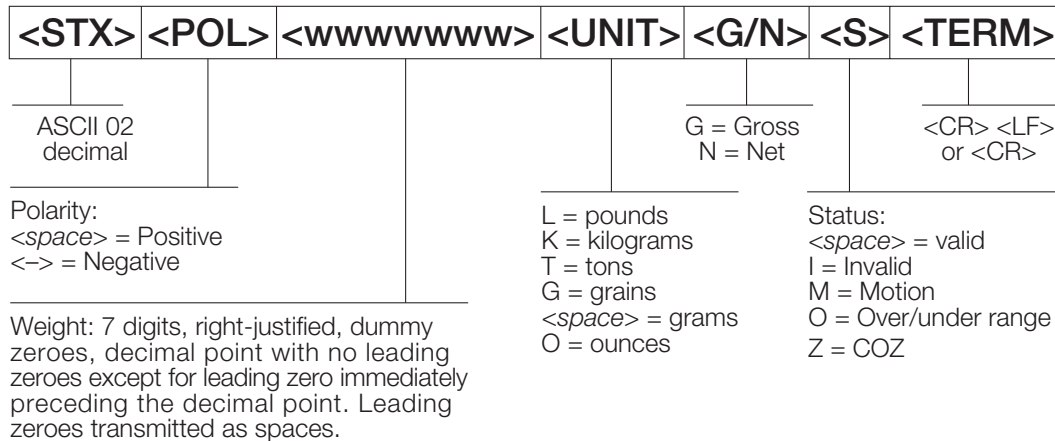 <STX> <POL> <wwwwwww> <UNIT> <G/N> <S> <TERM>
ASCII 02
decimal
G = Gross
N = Net
<CR> <LF>
or <CR>
Polarity:
<space> = Positive
<–> = Negative
L = pounds
K = kilograms
T = tons
G = grains
<space> = grams
O = ounces
Status:
<space> = valid
I = Invalid
M = Motion
O = Over/under range
Z = COZ
Weight: 7 digits, right-justified, dummy
zeroes, decimal point with no leading
zeroes except for leading zero immediately
preceding the decimal point. Leading
zeroes transmitted as spaces.